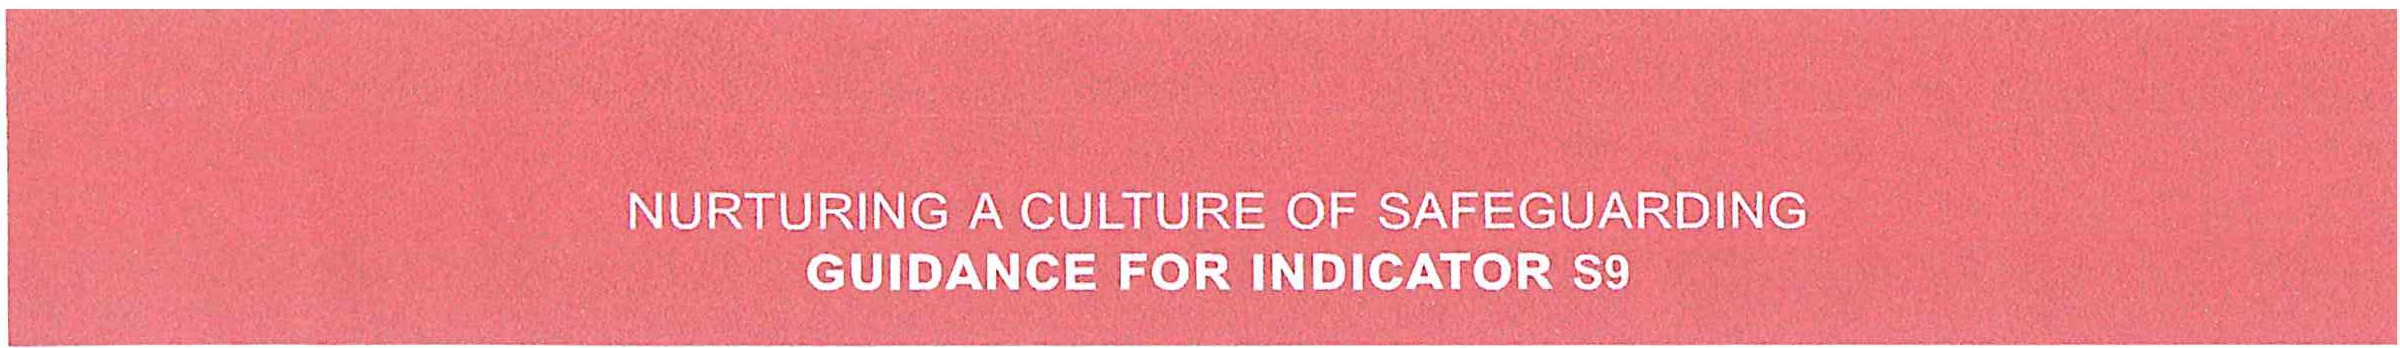 NURTURING A CULTURE OF SAFEGUARDING
GUIDANCE FOR INDICATOR S9